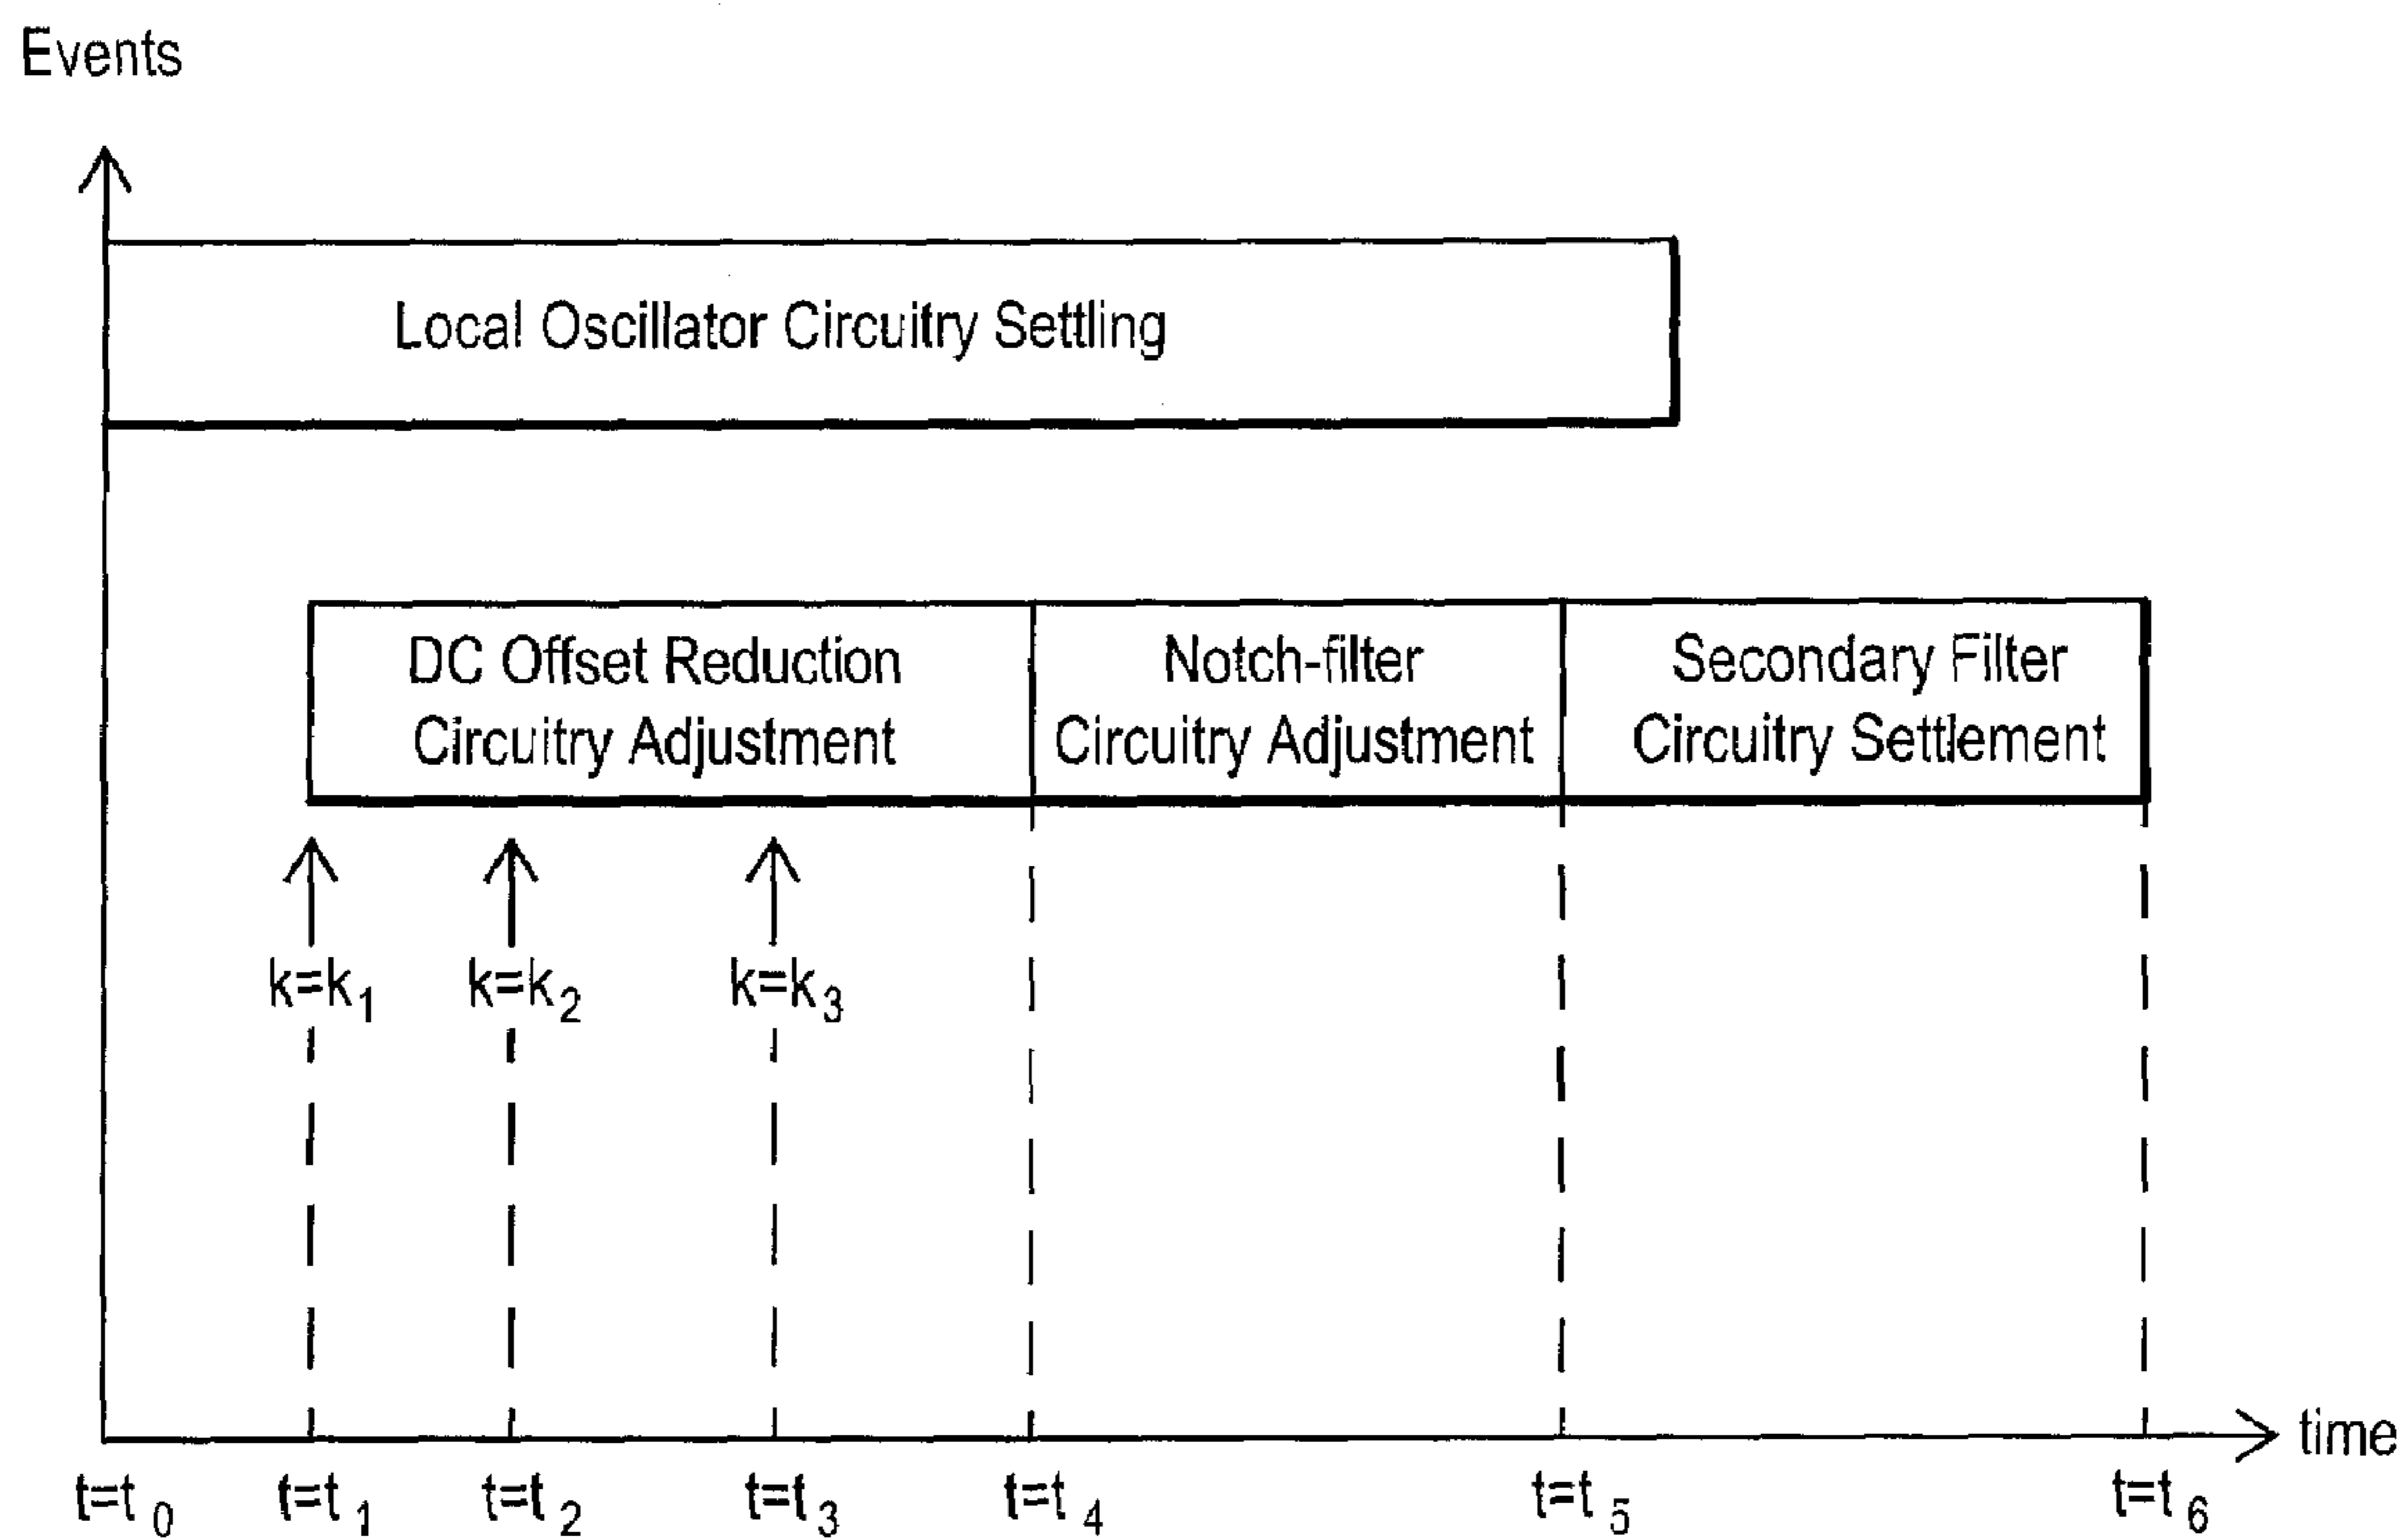 Events
Local Oscillator Circuitry Settling
DC Offset Reduction
Circuitry Adjustment
Notch-filter
Circuitry Adjustment
Secondary Filter
Circuitry Settlement
k=k1
k=k2
k=k3
time
t=t0
t=t1
t=t2
t=t3
t=t4
t=t5
t=t6